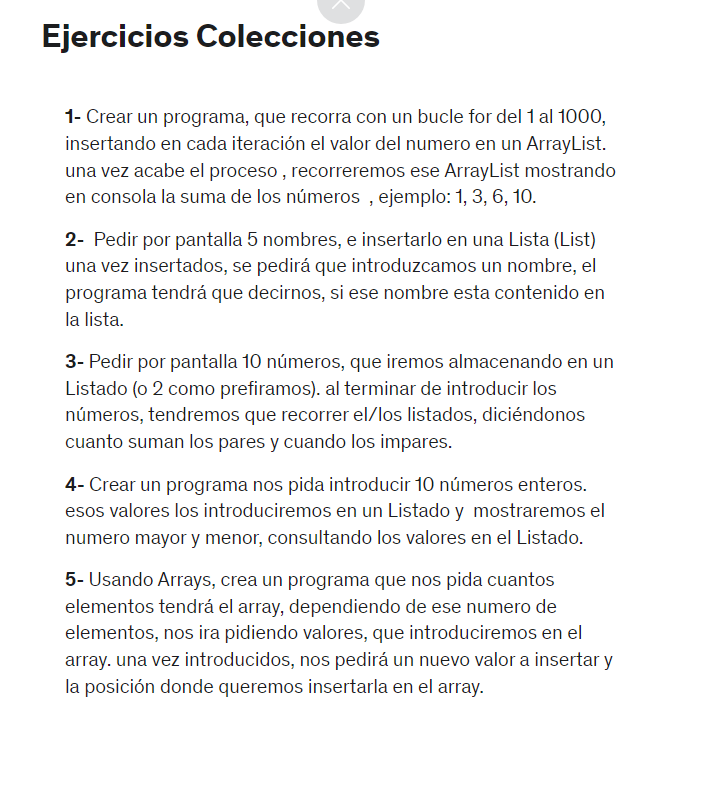 Ejercicios Colecciones
1- Crear un programa, que recorra con un bucle for del 1 al 1000,
insertando en cada iteración el valor del numero en un ArrayList.
una vez acabe el proceso , recorreremos ese ArrayList mostrando
en consola la suma de los números  , ejemplo: 1, 3, 6, 10.
2-  Pedir por pantalla 5 nombres, e insertarlo en una Lista (List)
una vez insertados, se pedirá que introduzcamos un nombre, el
programa tendrá que decirnos, si ese nombre esta contenido en
la lista.
3- Pedir por pantalla 10 números, que iremos almacenando en un
Listado (o 2 como prefiramos). al terminar de introducir los
números, tendremos que recorrer el/los listados, diciéndonos
cuanto suman los pares y cuando los impares.
4- Crear un programa nos pida introducir 10 números enteros.
esos valores los introduciremos en un Listado y  mostraremos el
numero mayor y menor, consultando los valores en el Listado.
5- Usando Arrays, crea un programa que nos pida cuantos
elementos tendrá el array, dependiendo de ese numero de
elementos, nos ira pidiendo valores, que introduciremos en el
array. una vez introducidos, nos pedirá un nuevo valor a insertar y
la posición donde queremos insertarla en el array.